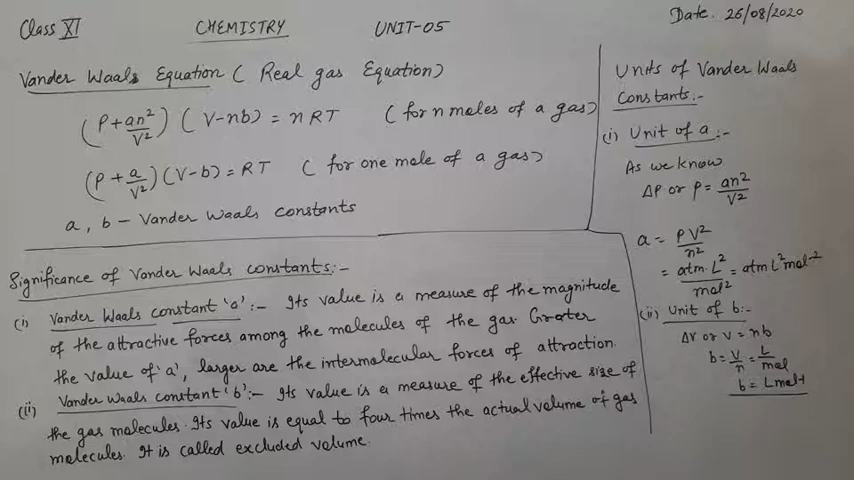 Class XI CHEMISTRY UNIT-05 Date. 26/08/2020
Vander Waals Equation ( Real gas Equation)
(P + an²/V²) (V-nb) = nRT (for n moles of a gas)
(P + a/V²) (V-b) = RT ( for one mole of a gas)
a, b - Vander Waals constants
Significance of Vander Waals constants:-
(i) Vander Waals constant 'a' :- Its value is a measure of the magnitude
of the attractive forces among the molecules of the gas Greater
the value of 'a', larger are the intermolecular forces of attraction.
(ii) Vander Waals constant 'b' :- Its value is a measure of the effective size of
the gas molecules. Its value is equal to four times the actual volume of gas
molecules. It is called excluded volume.
Units of Vander Waals
Constants:-
(i) Unit of a:-
As we know
ΔP or P = an²/V²
a = PV²/n²
= atm. L²/mol² = atm L² mol⁻²
(ii) Unit of b:-
ΔV or V = nb
b = V/n = L/mol
b = L mol⁻¹